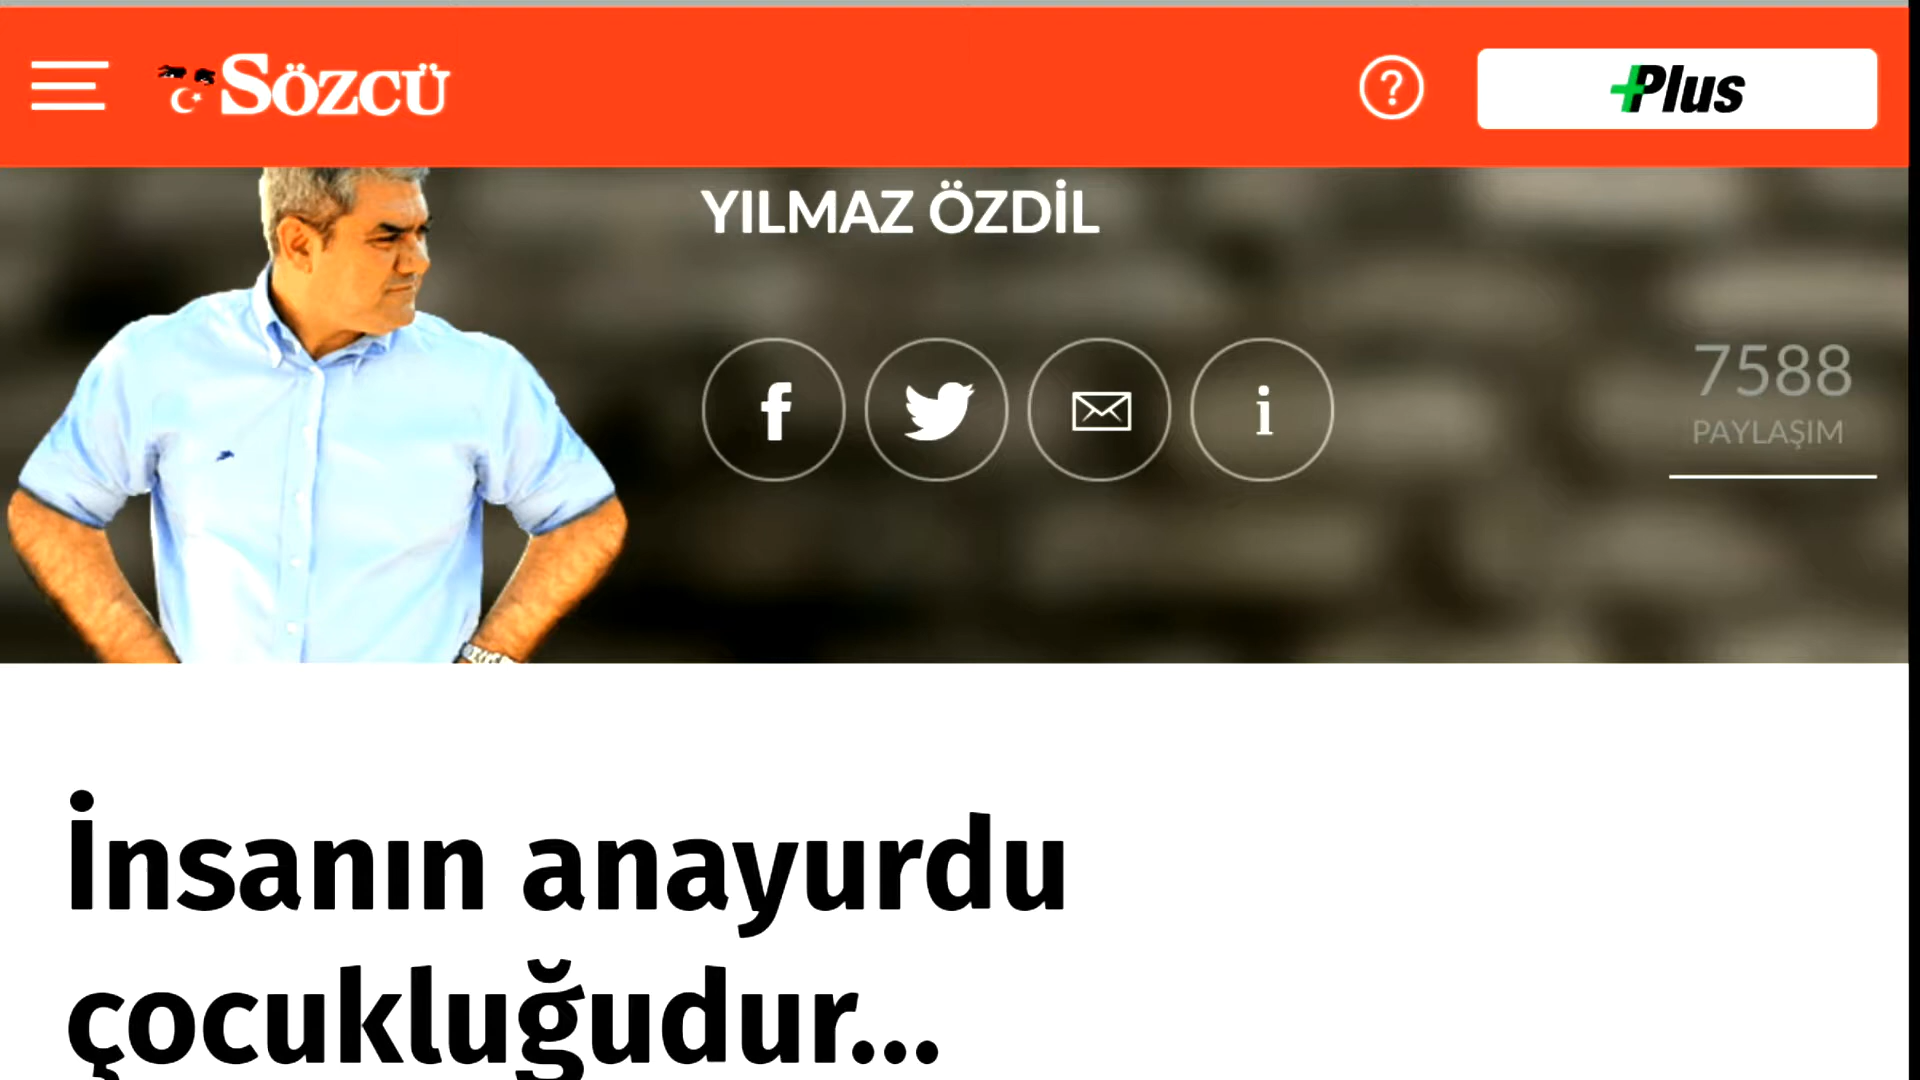 SÖZCÜ
+Plus
YILMAZ ÖZDİL
7588
PAYLAŞIM
İnsanın anayurdu
çocukluğudur...